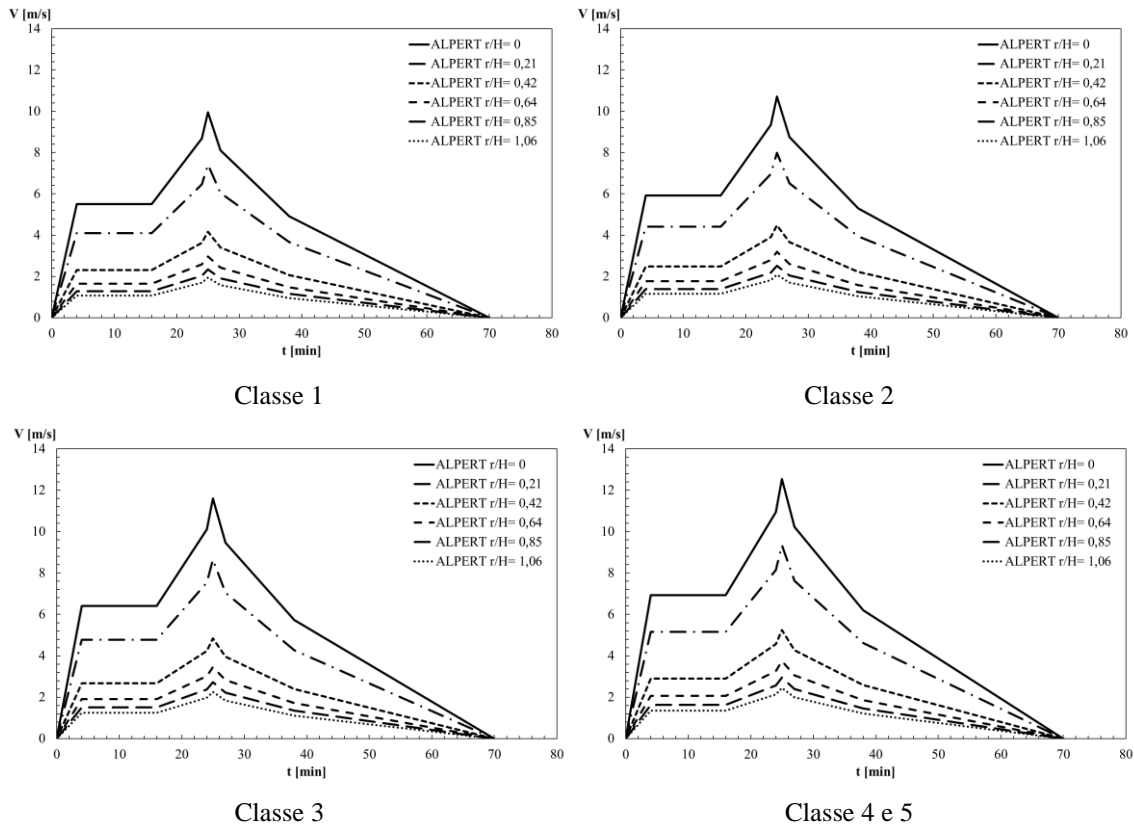 V [m/s]
14
12
10
8
6
4
2
0
0 10 20 30 40 50 60 70 80
t [min]
ALPERT r/H= 0
ALPERT r/H= 0,21
ALPERT r/H= 0,42
ALPERT r/H= 0,64
ALPERT r/H= 0,85
ALPERT r/H= 1,06
Classe 1
V [m/s]
14
12
10
8
6
4
2
0
0 10 20 30 40 50 60 70 80
t [min]
ALPERT r/H= 0
ALPERT r/H= 0,21
ALPERT r/H= 0,42
ALPERT r/H= 0,64
ALPERT r/H= 0,85
ALPERT r/H= 1,06
Classe 2
V [m/s]
14
12
10
8
6
4
2
0
0 10 20 30 40 50 60 70 80
t [min]
ALPERT r/H= 0
ALPERT r/H= 0,21
ALPERT r/H= 0,42
ALPERT r/H= 0,64
ALPERT r/H= 0,85
ALPERT r/H= 1,06
Classe 3
V [m/s]
14
12
10
8
6
4
2
0
0 10 20 30 40 50 60 70 80
t [min]
ALPERT r/H= 0
ALPERT r/H= 0,21
ALPERT r/H= 0,42
ALPERT r/H= 0,64
ALPERT r/H= 0,85
ALPERT r/H= 1,06
Classe 4 e 5